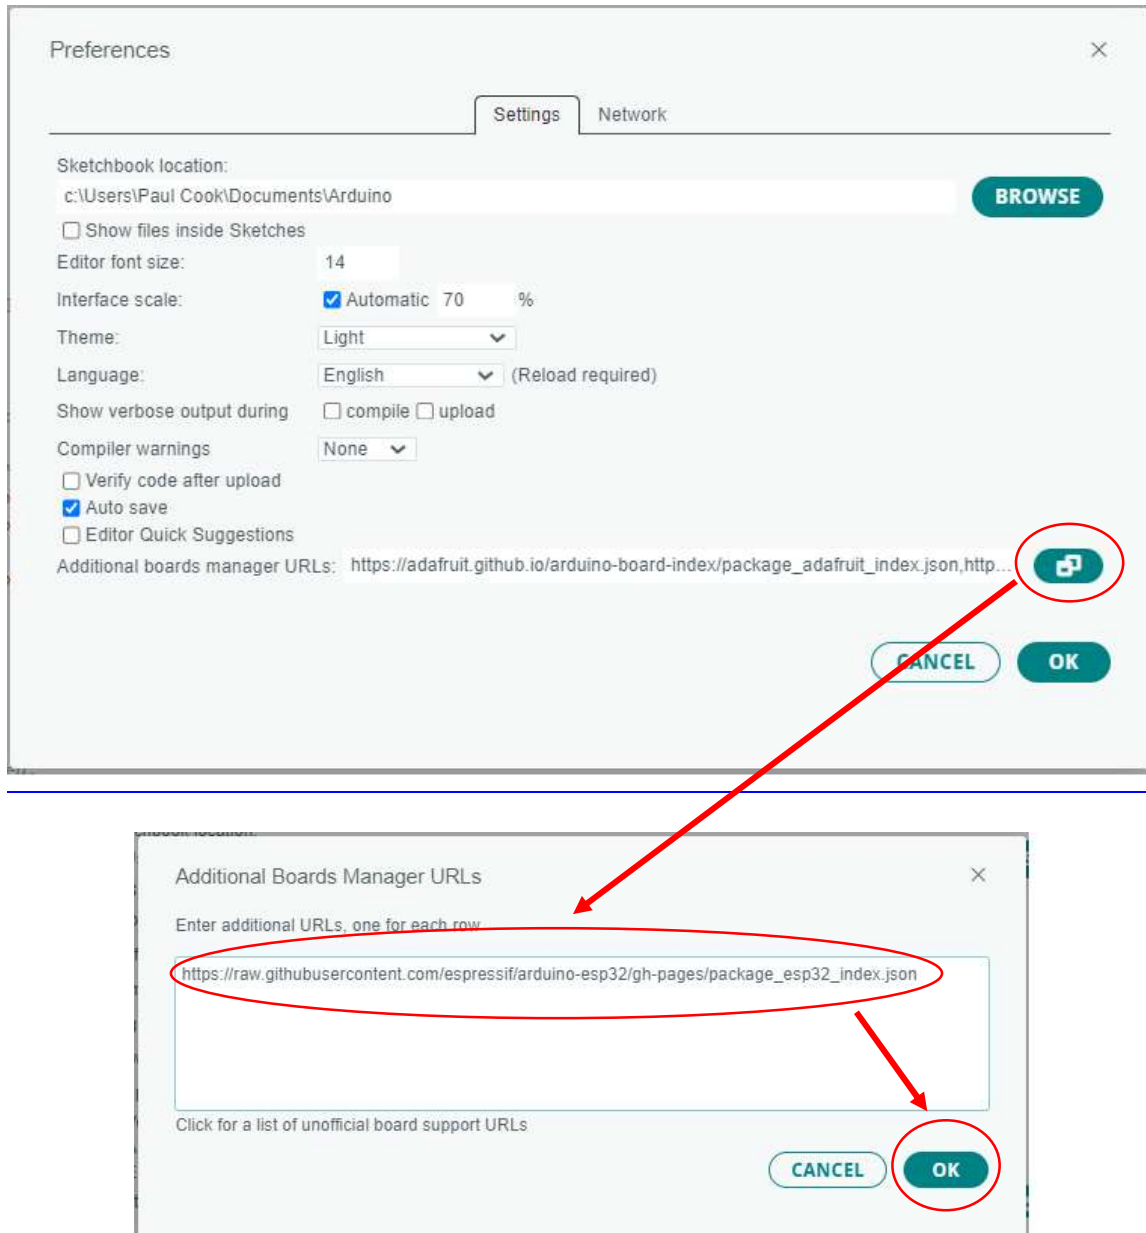 Preferences
Settings Network
Sketchbook location:
c:\Users\Paul Cook\Documents\Arduino
BROWSE
Show files inside Sketches
Editor font size: 14
Interface scale: Automatic 70 %
Theme: Light
Language: English (Reload required)
Show verbose output during compile upload
Compiler warnings None
Verify code after upload
Auto save
Editor Quick Suggestions
Additional boards manager URLs: https://adafruit.github.io/arduino-board-index/package_adafruit_index.json,http...
CANCEL OK
Additional Boards Manager URLs
Enter additional URLs, one for each row
https://raw.githubusercontent.com/espressif/arduino-esp32/gh-pages/package_esp32_index.json
Click for a list of unofficial board support URLs
CANCEL OK